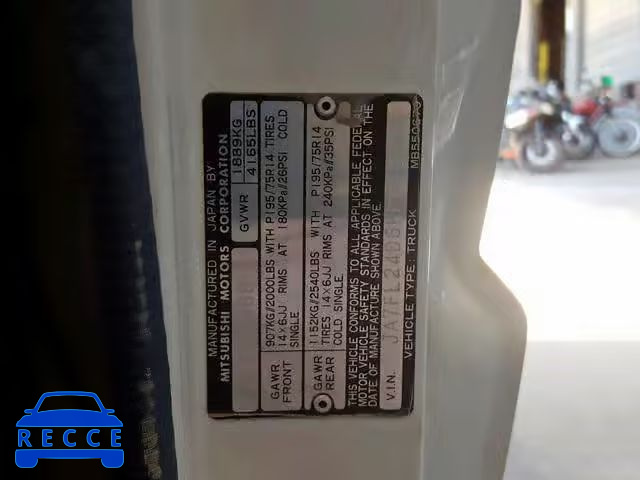 MANUFACTURED IN JAPAN BY
MITSUBISHI MOTORS CORPORATION
GVWR 1889KG
4165LBS
GAWR FRONT
907KG//2000LBS WITH P195/75R14 TIRES
14×6JJ RIMS AT 180KPa//26PSI COLD
SINGLE
GAWR REAR
1152KG//2540LBS WITH P195/75R14
TIRES 14×6JJ RIMS AT 240KPa//35PSI
COLD SINGLE.
THIS VEHICLE CONFORMS TO ALL APPLICABLE FEDERAL
MOTOR VEHICLE SAFETY STANDARDS IN EFFECT ON THE
DATE OF MANUFACTURE SHOWN ABOVE.
V.I.N.
VEHICLE TYPE: TRUCK
RECCE